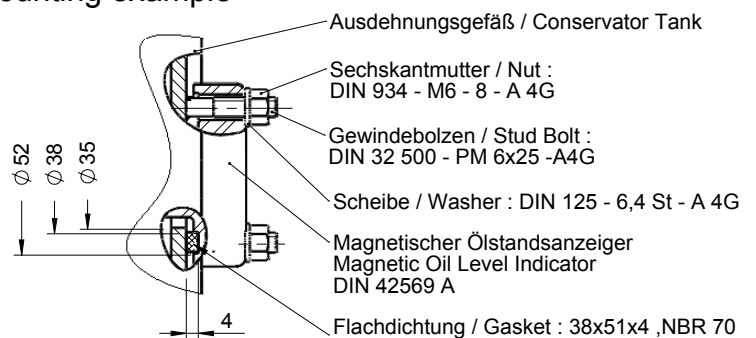 Ausdehnungsgefäß / Conservator Tank
Sechskantmutter / Nut :
DIN 934 - M6 - 8 - A 4G
Gewindebolzen / Stud Bolt :
DIN 32 500 - PM 6x25 -A4G
Scheibe / Washer : DIN 125 - 6,4 St - A 4G
Magnetischer Ölstandsanzeiger
Magnetic Oil Level Indicator
DIN 42569 A
Flachdichtung / Gasket : 38x51x4 ,NBR 70
∅ 52
∅ 38
∅ 35
4